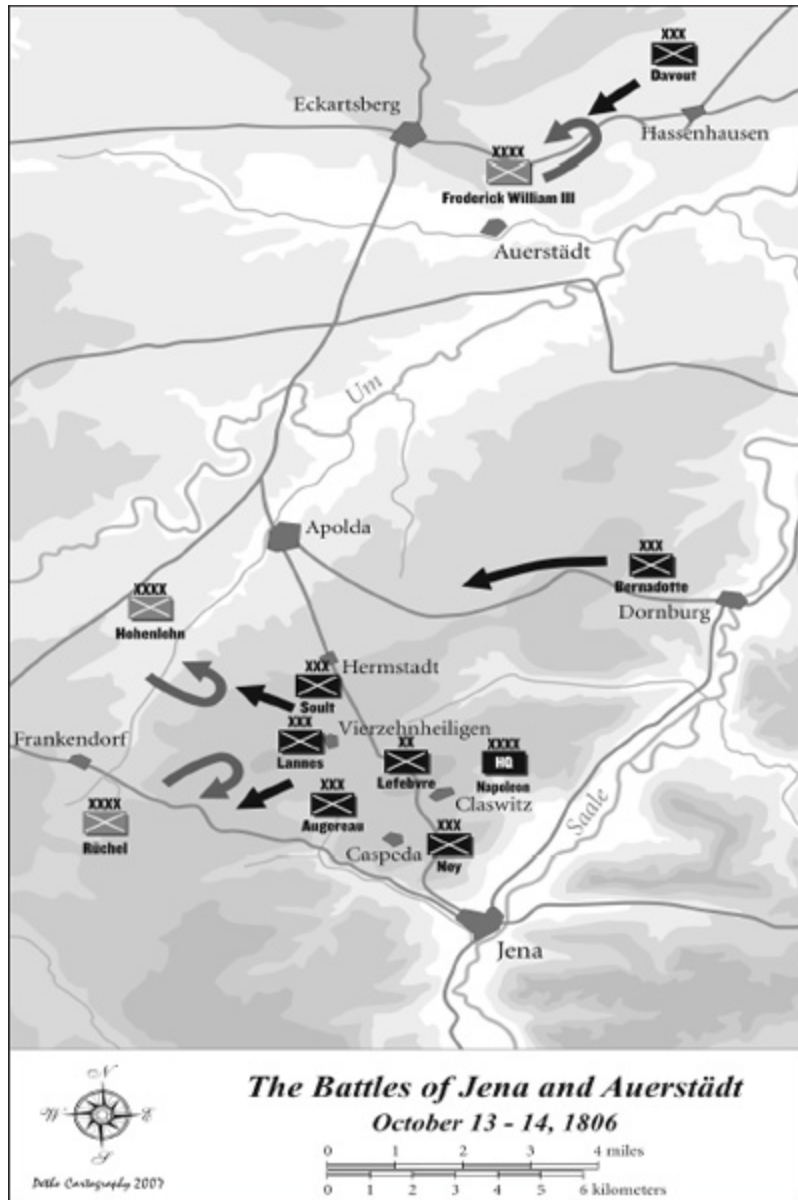 XXX
Davout
Eckartsberg
Hassenhausen
XXXX
Froderick William III
Auerstädt
Um
Apolda
XXX
Bernadotte
Dornburg
XXXX
Hohenlohn
Hermstadt
XXX
Soult
Vierzehnheiligen
XXX
Lannes
XX
Lefebvre
XXXX
HQ
Napoleon
Frankendorf
Claswitz
XXX
Augereau
XXXX
Rüchel
Caspeda
XXX
Noy
Saale
Jena
N
W
E
S
The Battles of Jena and Auerstädt
October 13 - 14, 1806
0 1 2 3 4 miles
0 1 2 3 4 5 6 kilometers
Cartography 2007